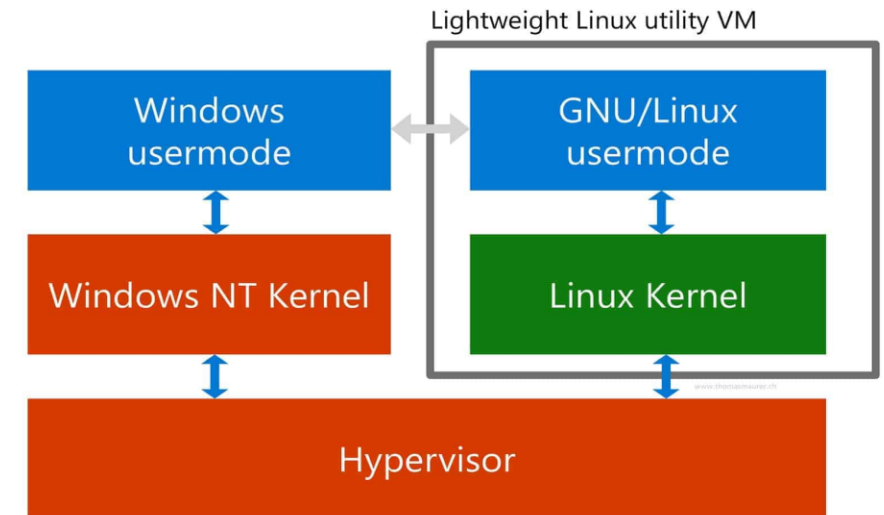 Lightweight Linux utility VM
Windows
usermode
GNU/Linux
usermode
Windows NT Kernel
Linux Kernel
www.thomasmaurer.ch
Hypervisor